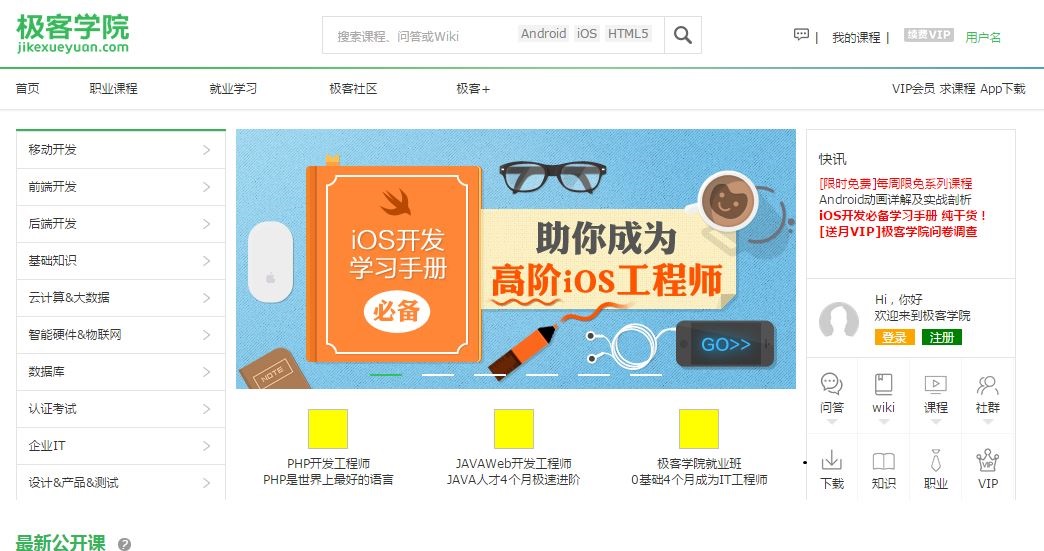 极客学院
jikexueyuan.com
搜索课程、问答或Wiki Android iOS HTML5
| 我的课程 | 续费VIP 用户名
首页 职业课程 就业学习 极客社区 极客+ VIP会员 求课程 App下载
移动开发
前端开发
后端开发
基础知识
云计算&大数据
智能硬件&物联网
数据库
认证考试
企业IT
设计&产品&测试
iOS开发
学习手册
必备
助你成为
高阶iOS工程师
GO>>
NOTE
PHP开发工程师
PHP是世界上最好的语言
JAVAWeb开发工程师
JAVA人才4个月极速进阶
极客学院就业班
0基础4个月成为IT工程师
快讯
[限时免费]每周限免系列课程
Android动画详解及实战剖析
iOS开发必备学习手册 纯干货！
[送月VIP]极客学院问卷调查
Hi，你好
欢迎来到极客学院
登录 注册
问答 wiki 课程 社群
VIP
下载 知识 职业 VIP
最新公开课 ?